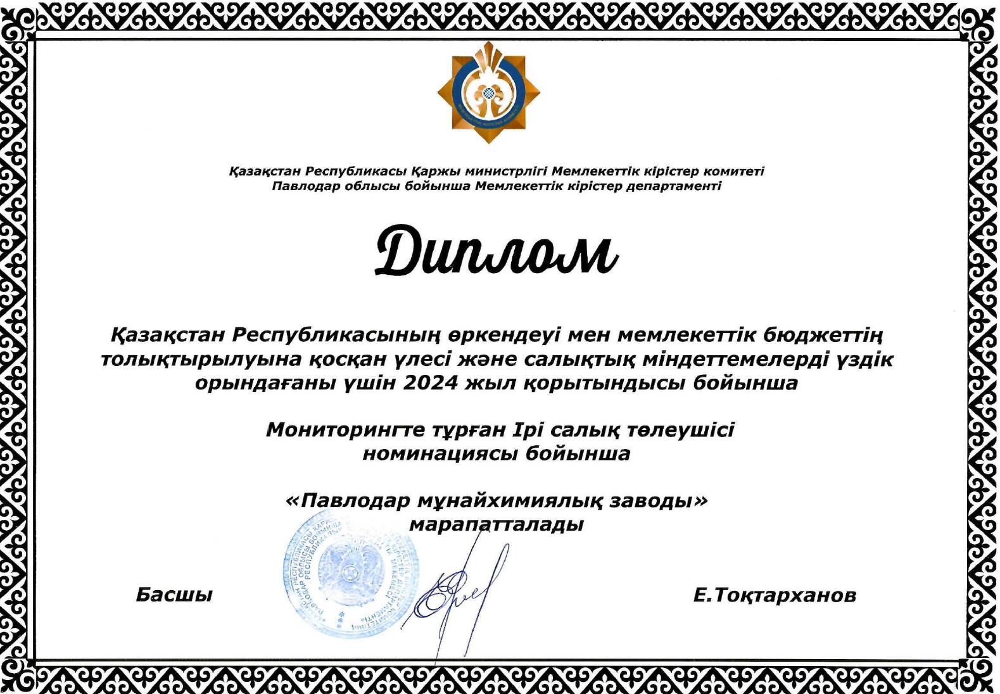 Қазақстан Республикасы Қаржы министрлігі Мемлекеттік кірістер комитеті
Павлодар облысы бойынша Мемлекеттік кірістер департаменті
Диплом
Қазақстан Республикасының өркендеуі мен мемлекеттік бюджеттің
толықтырылуына қосқан үлесі және салықтық міндеттемелерді үздік
орындағаны үшін 2024 жыл қорытындысы бойынша
Мониторингте тұрған Ірі салық төлеушісі
номинациясы бойынша
«Павлодар мұнайхимиялық заводы»
марапатталады
Басшы
Е.Тоқтарханов